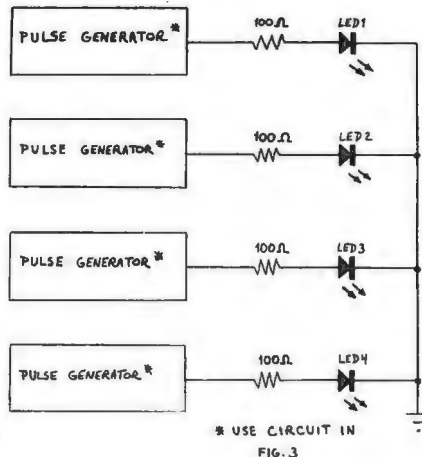 PULSE GENERATOR*
100Ω
LED1
PULSE GENERATOR*
100Ω
LED2
PULSE GENERATOR*
100Ω
LED3
PULSE GENERATOR*
100Ω
LED4
* USE CIRCUIT IN
FIG.3